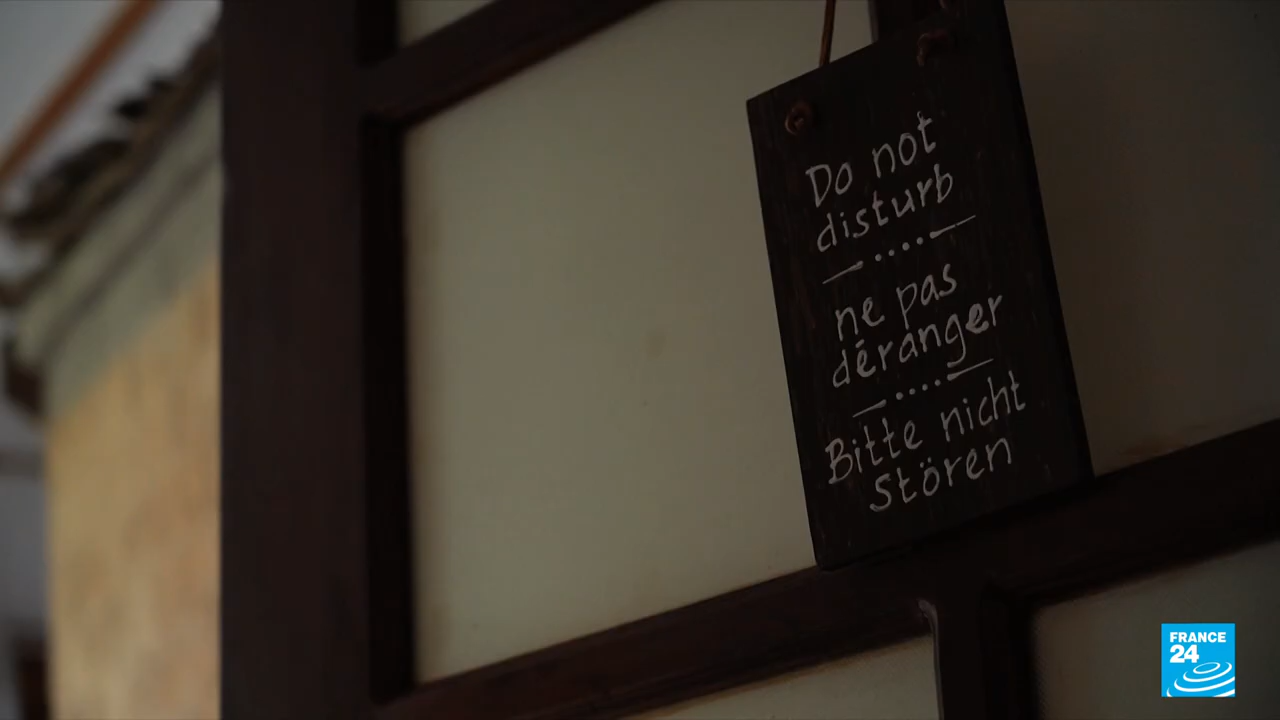 Do not
disturb
ne pas
déranger
Bitte nicht
Stören
FRANCE
24